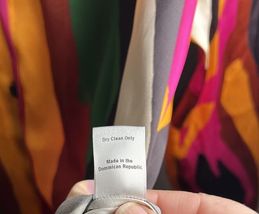 Dry Clean Only
Made in the
Dominican Republic.